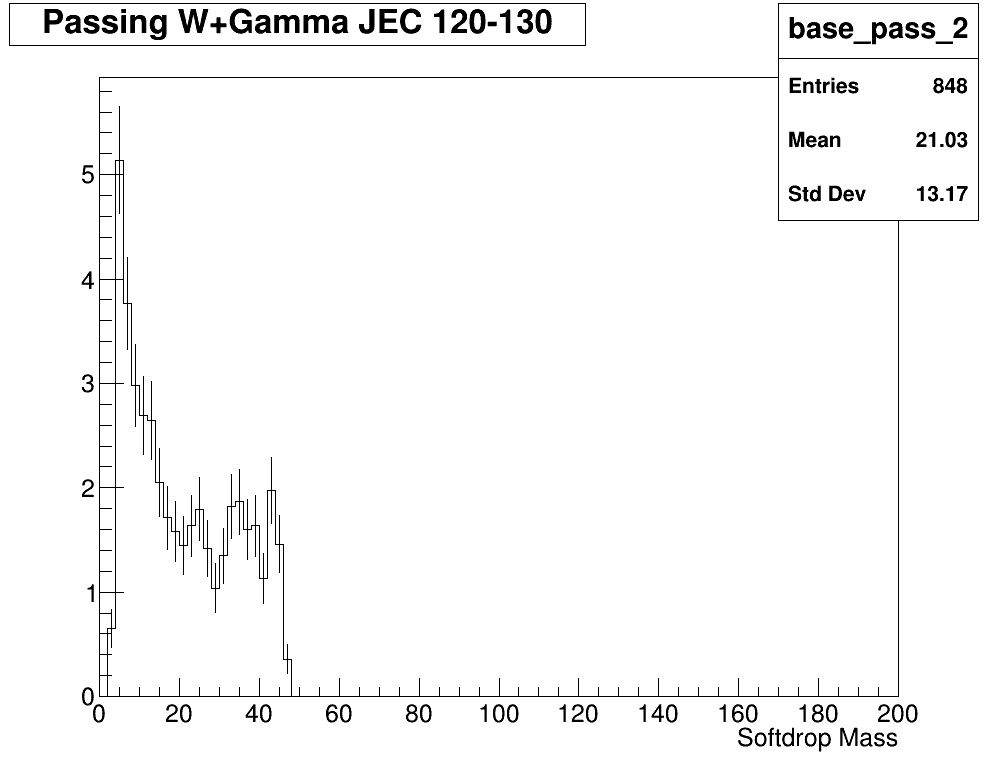 Passing W+Gamma JEC 120-130
base_pass_2
Entries 848
Mean 21.03
Std Dev 13.17
5
4
3
2
1
0
0 20 40 60 80 100 120 140 160 180 200
Softdrop Mass